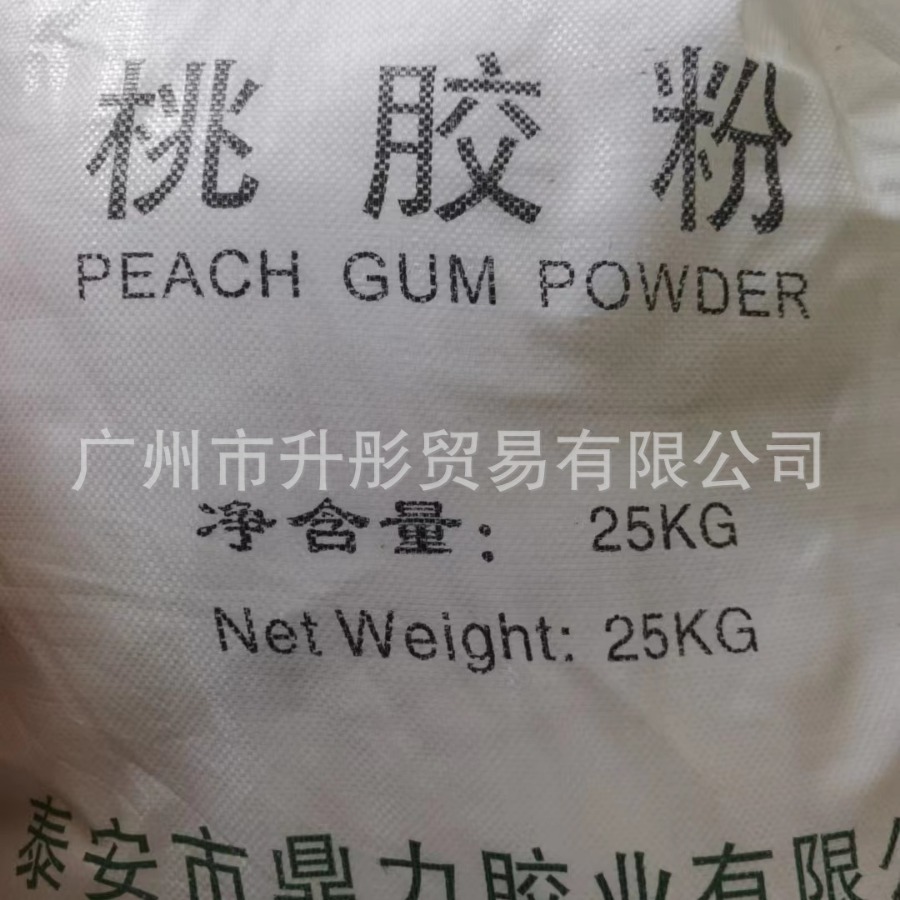 桃胶粉
PEACH GUM POWDER
广州市升彤贸易有限公司
净含量： 25KG
Net Weight: 25KG
泰安市鼎力胶业有限公